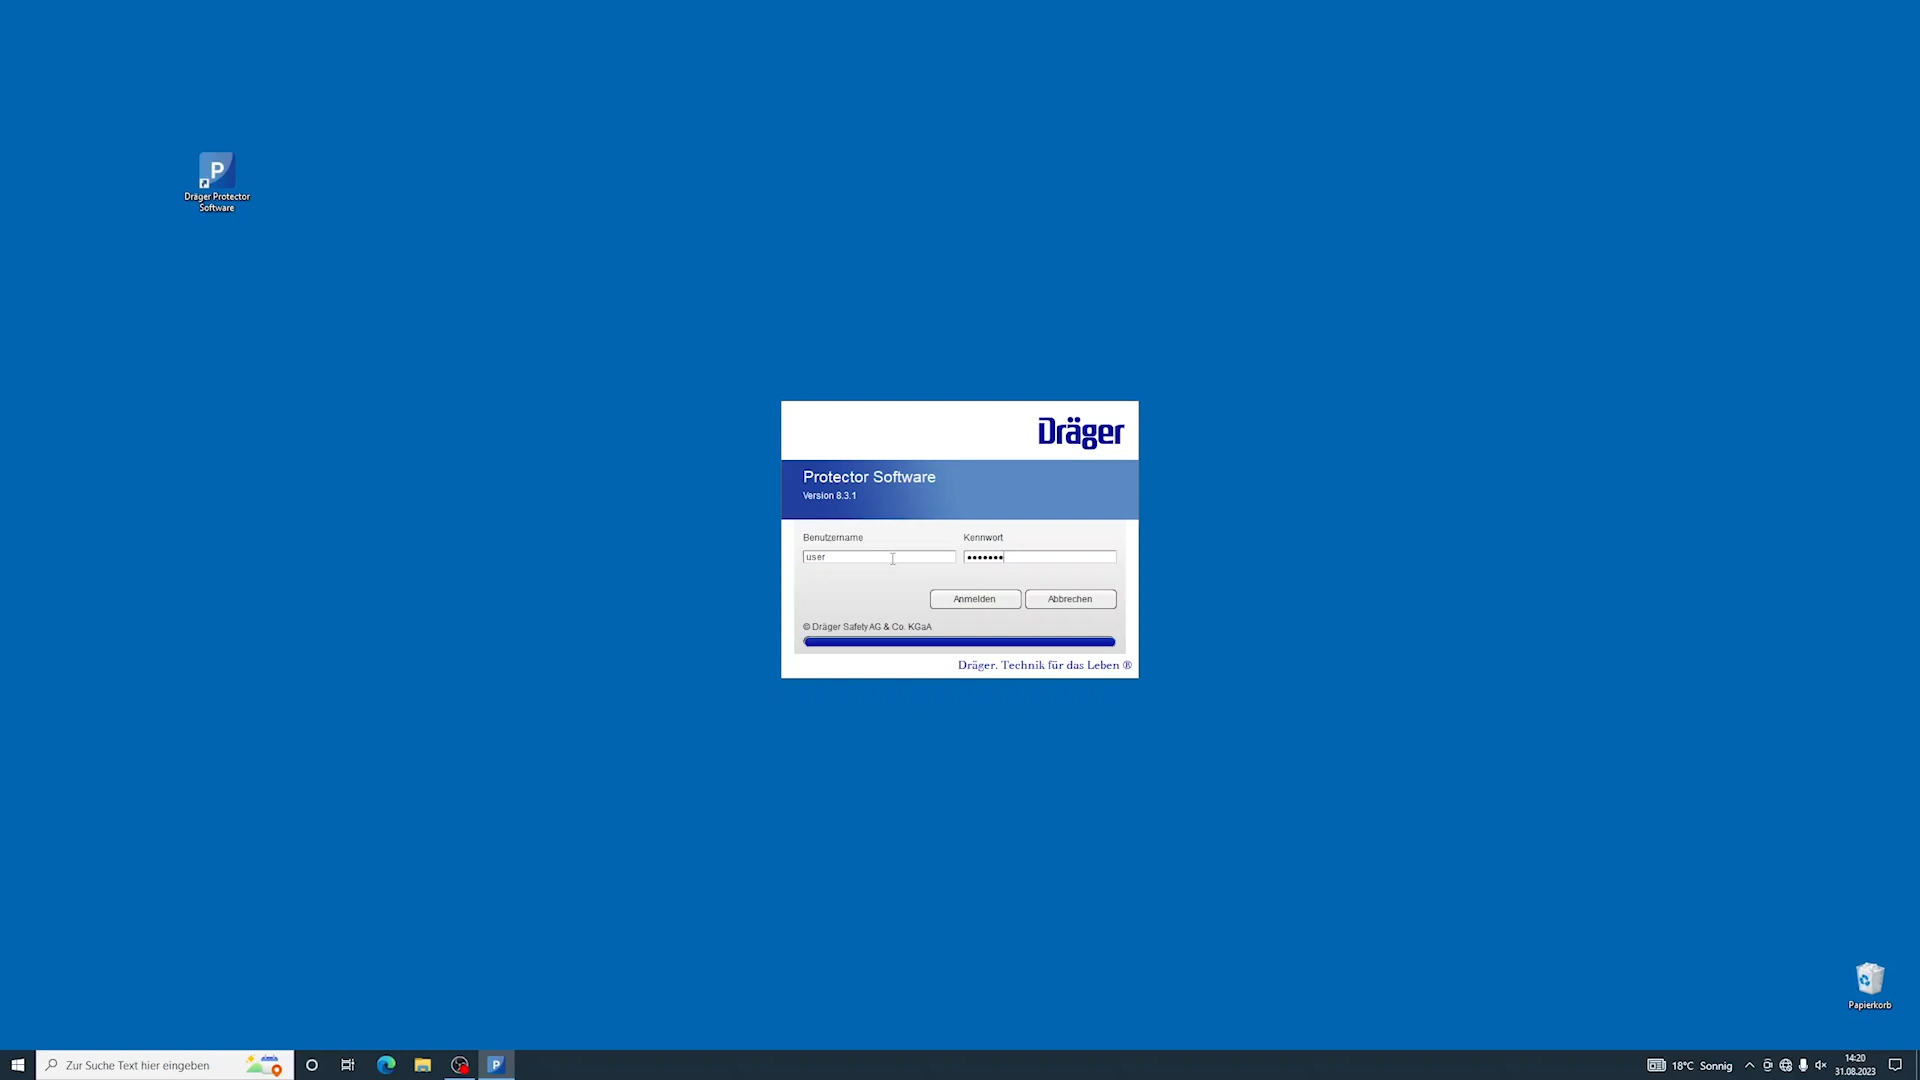 P
Dräger Protector
Software
Dräger
Protector Software
Version 8.3.1
Benutzername
Kennwort
user
•••••••
Anmelden
Abbrechen
© Dräger Safety AG & Co. KGaA
Dräger. Technik für das Leben ®
Papierkorb
Zur Suche Text hier eingeben
P
18°C Sonnig
14:20
31.08.2023